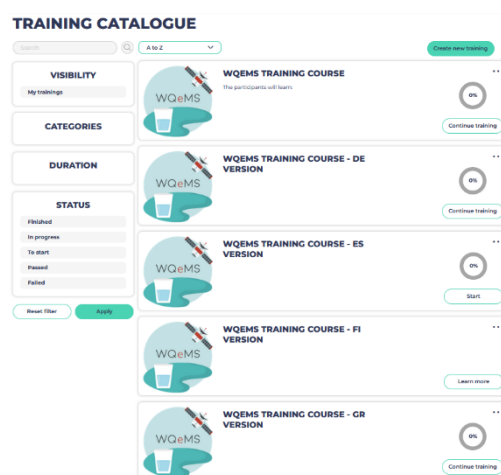 TRAINING CATALOGUE
Search
A to Z
Create new training
VISIBILITY
My trainings
CATEGORIES
DURATION
STATUS
Finished
In progress
To start
Passed
Failed
Reset filter
Apply
WQeMS
WQEMS TRAINING COURSE
The participants will learn:
0%
Continue training
WQeMS
WQEMS TRAINING COURSE - DE
VERSION
0%
Continue training
WQeMS
WQEMS TRAINING COURSE - ES
VERSION
0%
Start
WQeMS
WQEMS TRAINING COURSE - FI
VERSION
Learn more
WQeMS
WQEMS TRAINING COURSE - GR
VERSION
0%
Continue training